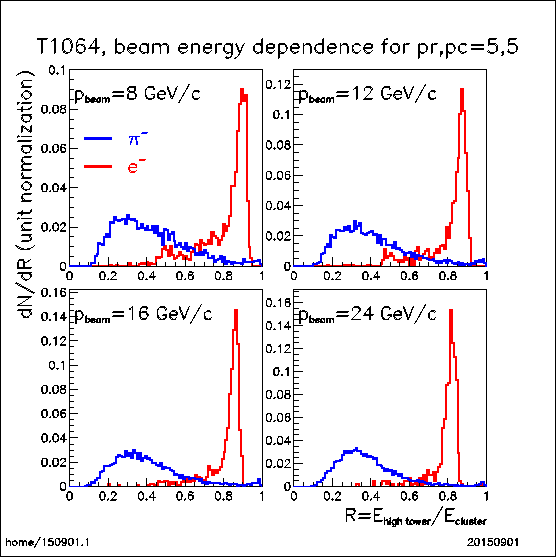 T1064, beam energy dependence for pr,pc=5,5
dN/dR (unit normalization)
p_beam=8 GeV/c
π⁻
e⁻
0.1
0.08
0.06
0.04
0.02
0
0 0.2 0.4 0.6 0.8 1
p_beam=12 GeV/c
0.12
0.1
0.08
0.06
0.04
0.02
0
0 0.2 0.4 0.6 0.8 1
p_beam=16 GeV/c
0.16
0.14
0.12
0.1
0.08
0.06
0.04
0.02
0
0 0.2 0.4 0.6 0.8 1
p_beam=24 GeV/c
0.16
0.14
0.12
0.1
0.08
0.06
0.04
0.02
0
0 0.2 0.4 0.6 0.8 1
R=E_high tower/E_cluster
home/150901.1
20150901